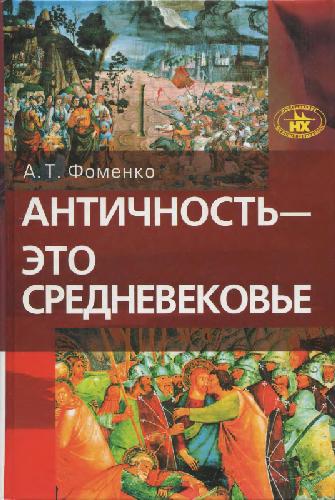 НХ
А. Т. Фоменко
АНТИЧНОСТЬ—
ЭТО
СРЕДНЕВЕКОВЬЕ